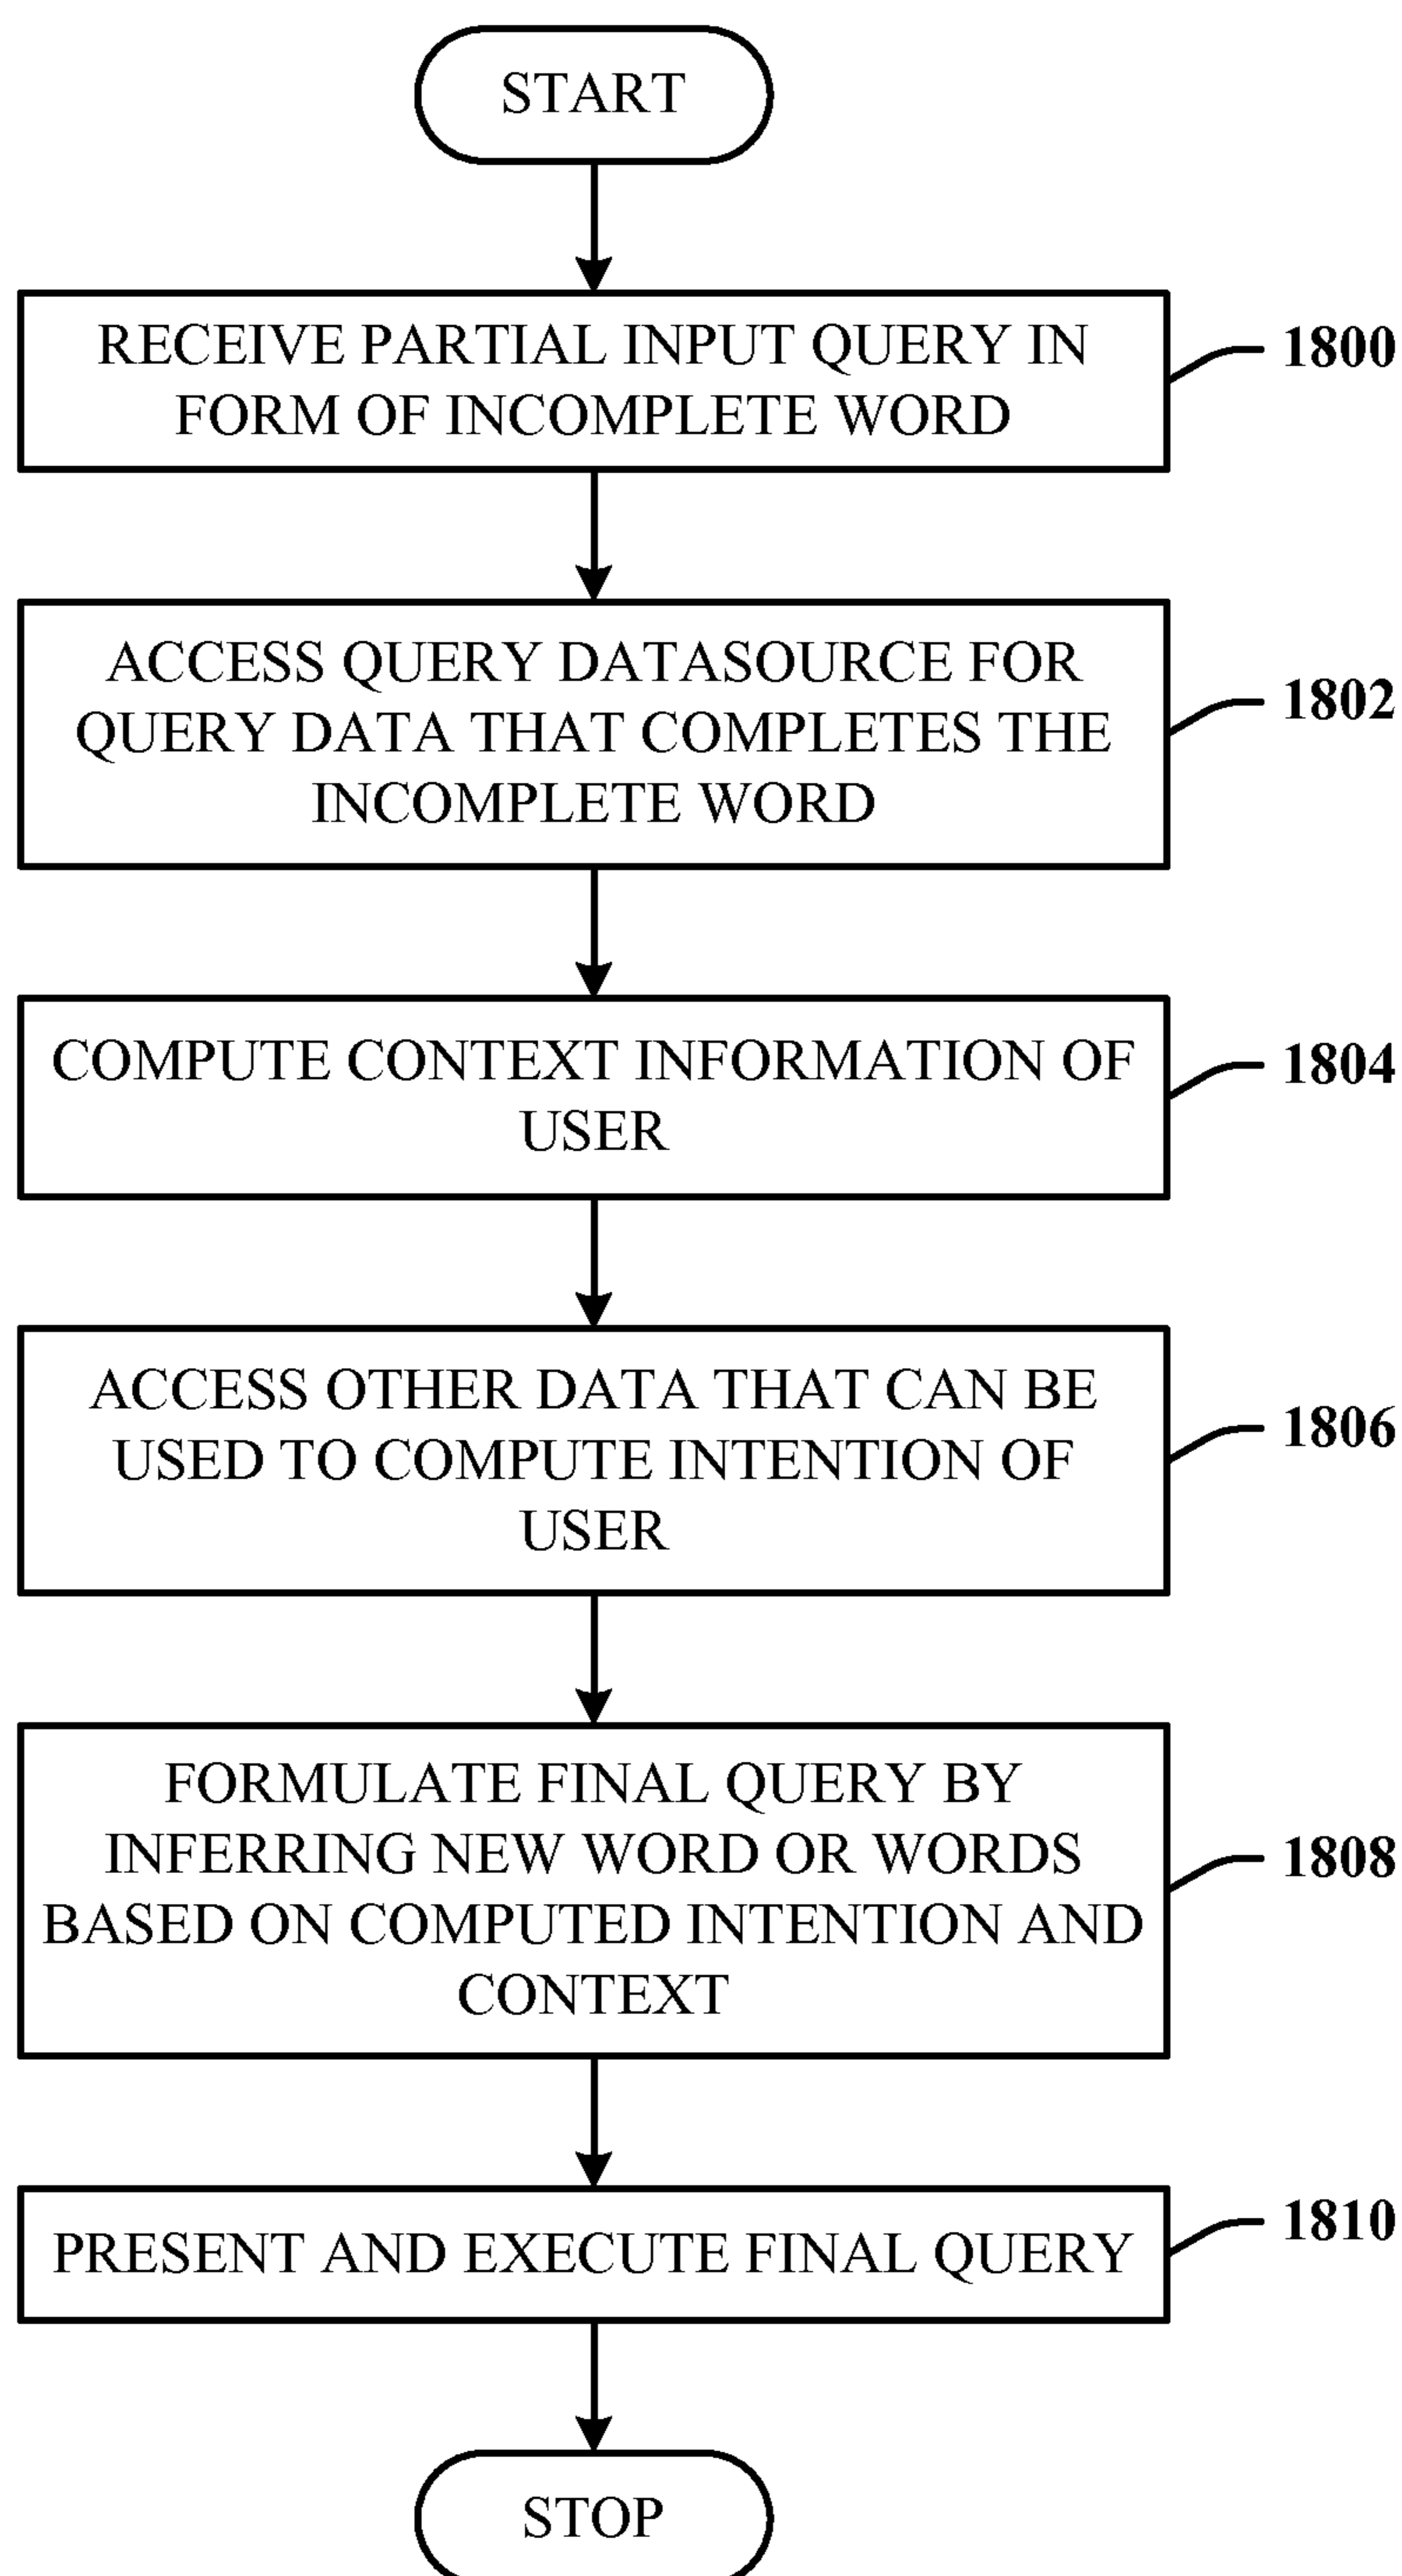 START
RECEIVE PARTIAL INPUT QUERY IN
FORM OF INCOMPLETE WORD
1800
ACCESS QUERY DATASOURCE FOR
QUERY DATA THAT COMPLETES THE
INCOMPLETE WORD
1802
COMPUTE CONTEXT INFORMATION OF
USER
1804
ACCESS OTHER DATA THAT CAN BE
USED TO COMPUTE INTENTION OF
USER
1806
FORMULATE FINAL QUERY BY
INFERRING NEW WORD OR WORDS
BASED ON COMPUTED INTENTION AND
CONTEXT
1808
PRESENT AND EXECUTE FINAL QUERY
1810
STOP